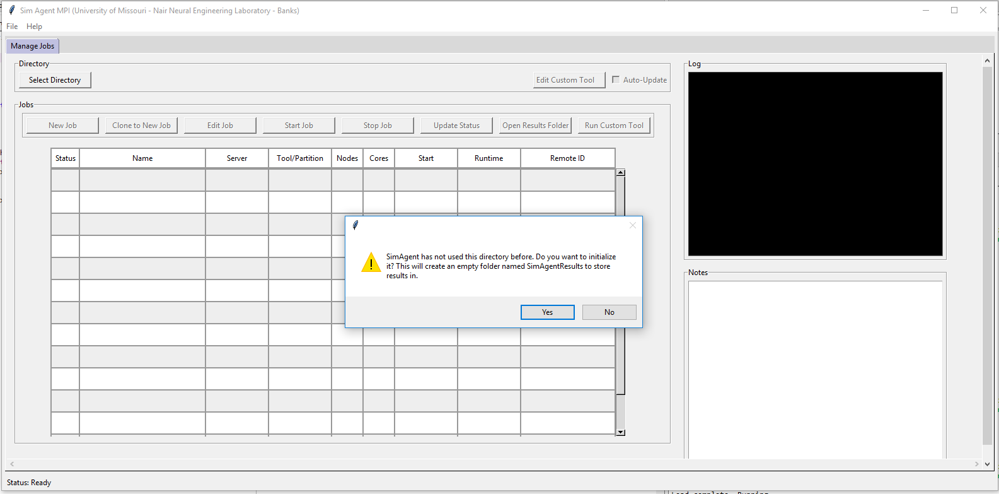 Sim Agent MPI (University of Missouri - Nair Neural Engineering Laboratory - Banks)
File Help
Manage Jobs
Directory
Select Directory
Edit Custom Tool
Auto-Update
Jobs
New Job
Clone to New Job
Edit Job
Start Job
Stop Job
Update Status
Open Results Folder
Run Custom Tool
Status Name Server Tool/Partition Nodes Cores Start Runtime Remote ID
SimAgent has not used this directory before. Do you want to initialize
it? This will create an empty folder named SimAgentResults to store
results in.
Yes
No
Log
Notes
Status: Ready